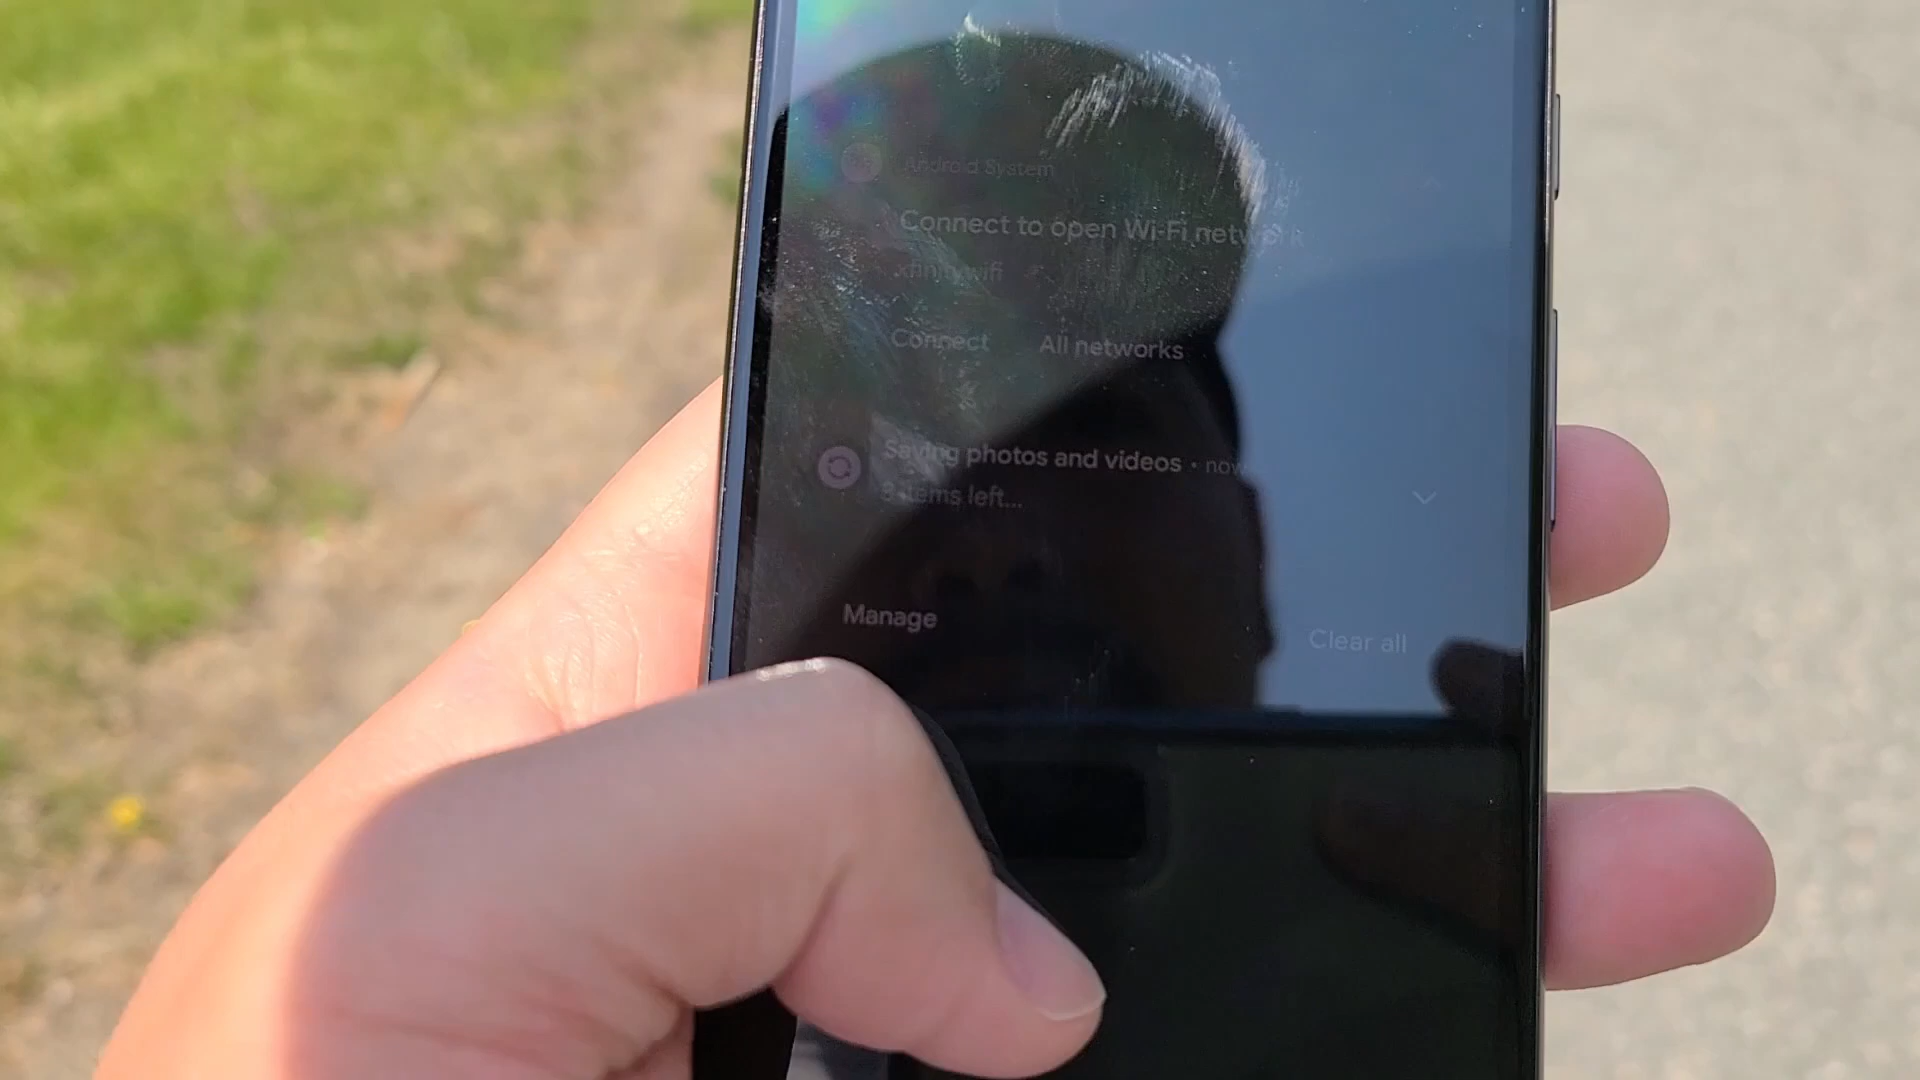 Android System
Connect to open Wi-Fi network
xfinitywifi
Connect All networks
Saving photos and videos • now
3 items left...
Manage
Clear all